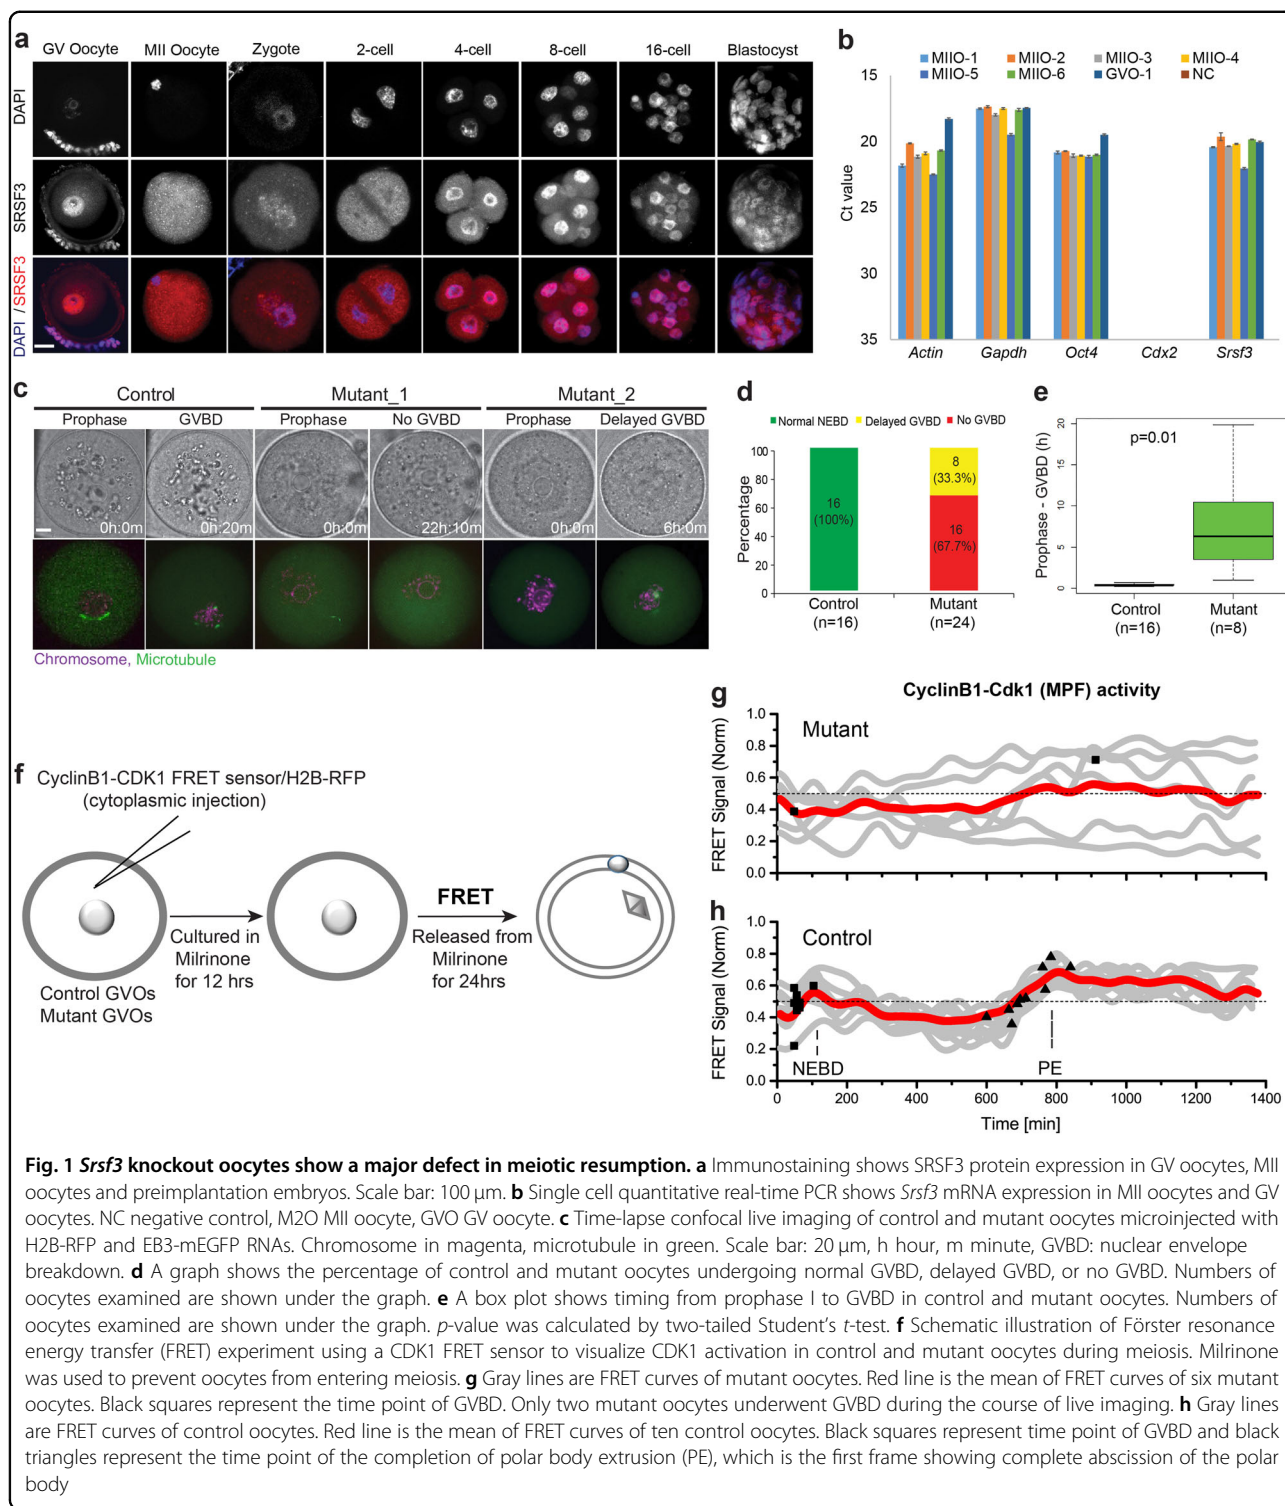 a
GV Oocyte MII Oocyte Zygote 2-cell 4-cell 8-cell 16-cell Blastocyst
DAPI
SRSF3
DAPI / SRSF3
b
MIIO-1 MIIO-2 MIIO-3 MIIO-4
MIIO-5 MIIO-6 GVO-1 NC
Ct value
15
20
25
30
35
Actin Gapdh Oct4 Cdx2 Srsf3
c
Control Mutant_1 Mutant_2
Prophase GVBD Prophase No GVBD Prophase Delayed GVBD
0h:0m 0h:20m 0h:0m 22h:10m 0h:0m 6h:0m
Chromosome, Microtubule
d
Normal NEBD Delayed GVBD No GVBD
Percentage
100
80
60
40
20
0
16
(100%)
8
(33.3%)
16
(67.7%)
Control Mutant
(n=16) (n=24)
e
Prophase - GVBD (h)
20
15
10
5
0
p=0.01
Control Mutant
(n=16) (n=8)
f
CyclinB1-CDK1 FRET sensor/H2B-RFP
(cytoplasmic injection)
Cultured in
Milrinone
for 12 hrs
FRET
Released from
Milrinone
for 24hrs
Control GVOs
Mutant GVOs
CyclinB1-Cdk1 (MPF) activity
g
Mutant
FRET Signal (Norm)
1.0
0.8
0.6
0.4
0.2
0.0
0 200 400 600 800 1000 1200 1400
h
Control
FRET Signal (Norm)
1.0
0.8
0.6
0.4
0.2
0.0
NEBD PE
0 200 400 600 800 1000 1200 1400
Time [min]
Fig. 1 Srsf3 knockout oocytes show a major defect in meiotic resumption. a Immunostaining shows SRSF3 protein expression in GV oocytes, MII
oocytes and preimplantation embryos. Scale bar: 100 µm. b Single cell quantitative real-time PCR shows Srsf3 mRNA expression in MII oocytes and GV
oocytes. NC negative control, M2O MII oocyte, GVO GV oocyte. c Time-lapse confocal live imaging of control and mutant oocytes microinjected with
H2B-RFP and EB3-mEGFP RNAs. Chromosome in magenta, microtubule in green. Scale bar: 20 µm, h hour, m minute, GVBD: nuclear envelope
breakdown. d A graph shows the percentage of control and mutant oocytes undergoing normal GVBD, delayed GVBD, or no GVBD. Numbers of
oocytes examined are shown under the graph. e A box plot shows timing from prophase I to GVBD in control and mutant oocytes. Numbers of
oocytes examined are shown under the graph. p-value was calculated by two-tailed Student's t-test. f Schematic illustration of Förster resonance
energy transfer (FRET) experiment using a CDK1 FRET sensor to visualize CDK1 activation in control and mutant oocytes during meiosis. Milrinone
was used to prevent oocytes from entering meiosis. g Gray lines are FRET curves of mutant oocytes. Red line is the mean of FRET curves of six mutant
oocytes. Black squares represent the time point of GVBD. Only two mutant oocytes underwent GVBD during the course of live imaging. h Gray lines
are FRET curves of control oocytes. Red line is the mean of FRET curves of ten control oocytes. Black squares represent time point of GVBD and black
triangles represent the time point of the completion of polar body extrusion (PE), which is the first frame showing complete abscission of the polar
body